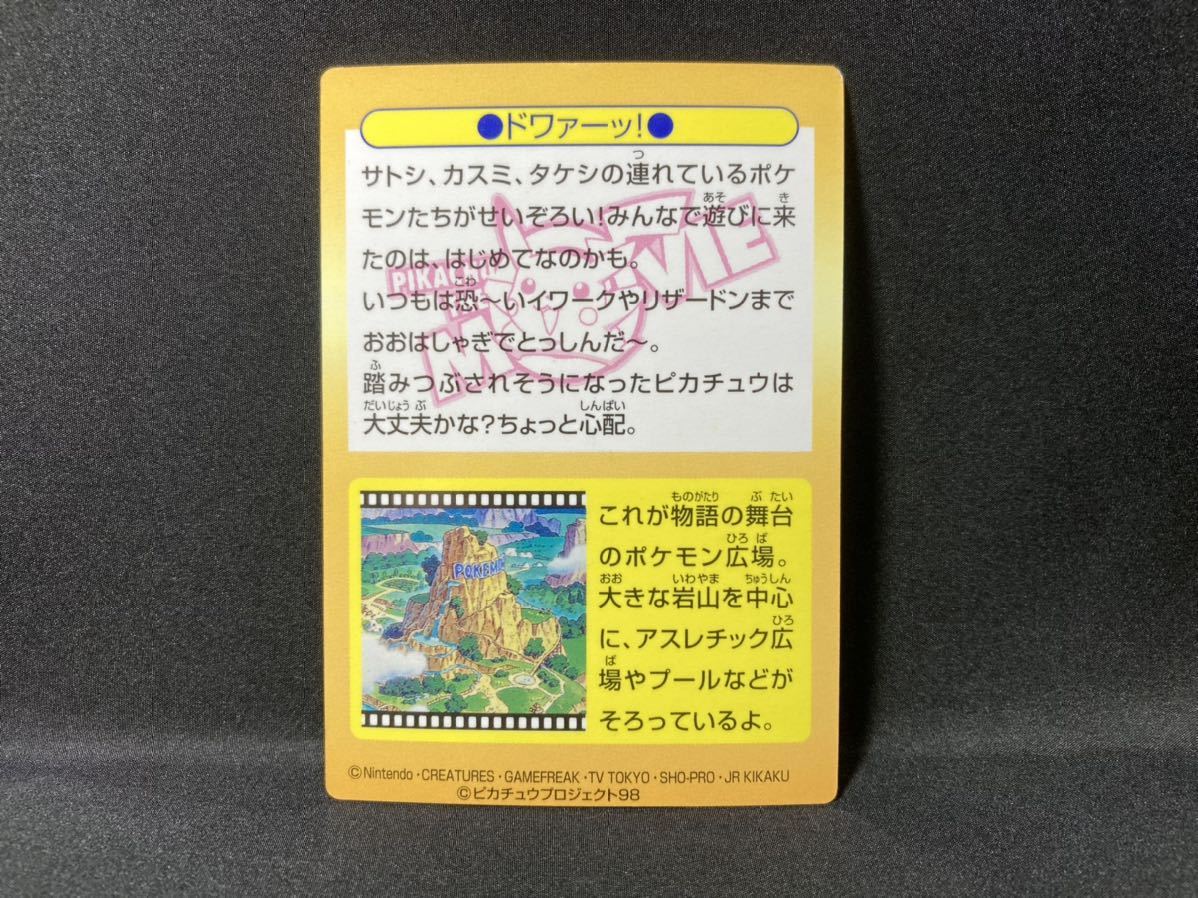 ●ドワァーッ!●
サトシ、カスミ、タケシの連れているポケ
モンたちがせいぞろい!みんなで遊びに来
たのは、はじめてなのかも。
いつもは恐〜いイワークやリザードンまで
おおはしゃぎでとっしんだ〜。
踏みつぶされそうになったピカチュウは
大丈夫かな?ちょっと心配。
PIKACH
MOVIE
POKEM
これが物語の舞台
のポケモン広場。
大きな岩山を中心
に、アスレチック広
場やプールなどが
そろっているよ。
©Nintendo・CREATURES・GAMEFREAK・TV TOKYO・SHO-PRO・JR KIKAKU
©ピカチュウプロジェクト98